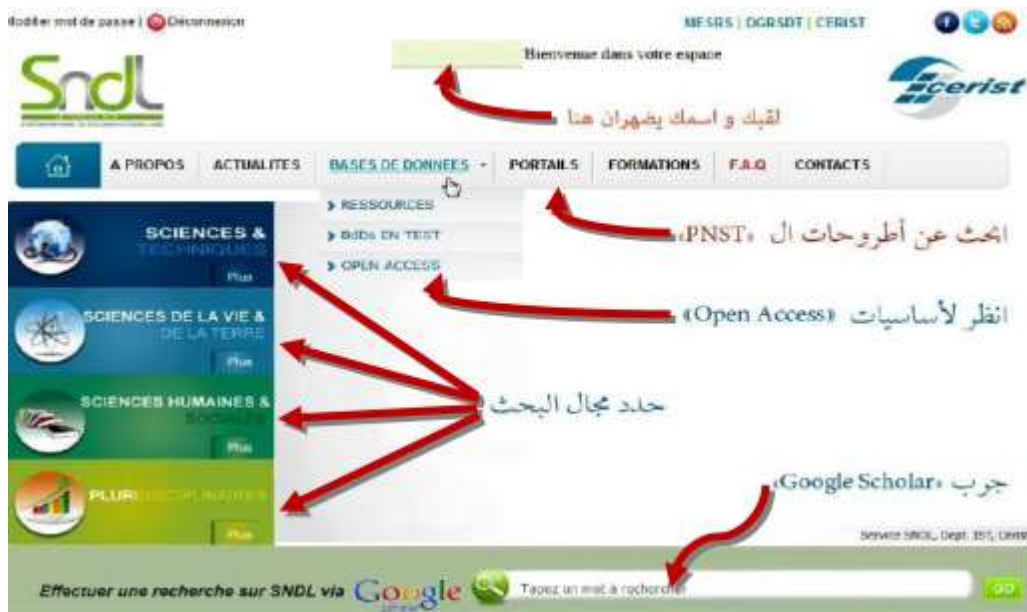 Modifier mot de passe | Déconnexion
MESRS | DGRSDT | CERIST
Bienvenue dans votre espace
Sndl
cerist
لقبك و اسمك يضهران هنا
A PROPOS
ACTUALITES
BASES DE DONNEES
PORTAILS
FORMATIONS
F.A.Q
CONTACTS
RESSOURCES
BdDs EN TEST
OPEN ACCESS
ابحث عن أطروحات ال «PNST»
انظر لأساسيات «Open Access»
حدد مجال البحث
جرب «Google Scholar»
SCIENCES &
TECHNIQUES
Plus
SCIENCES DE LA VIE &
DE LA TERRE
Plus
SCIENCES HUMAINES &
SOCIALES
Plus
PLURIDISCIPLINAIRES
Plus
Service SNDL, Dept. IST, Cerist
Effectuer une recherche sur SNDL via Google
Tapez un mot à rechercher
GO